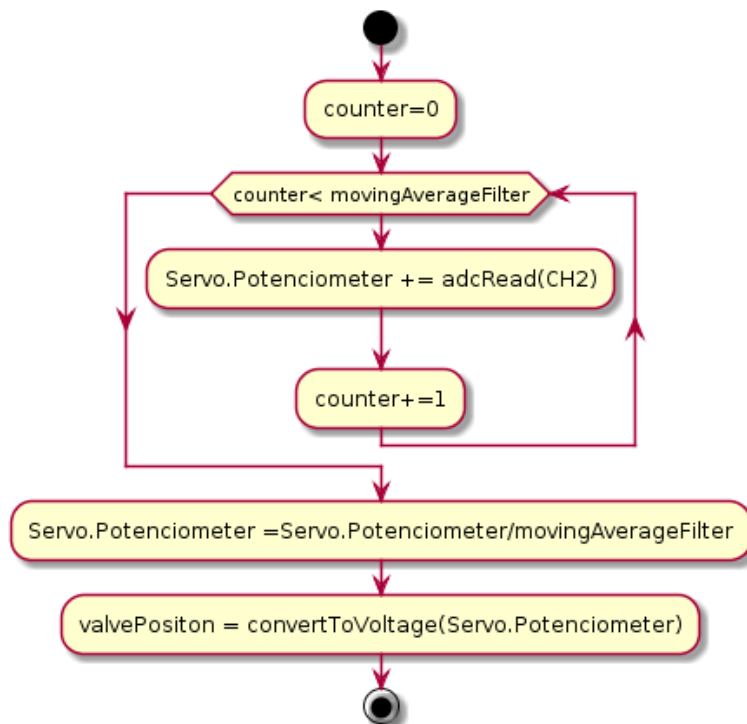 counter=0
counter< movingAverageFilter
Servo.Potenciometer += adcRead(CH2)
counter+=1
Servo.Potenciometer =Servo.Potenciometer/movingAverageFilter
valvePositon = convertToVoltage(Servo.Potenciometer)